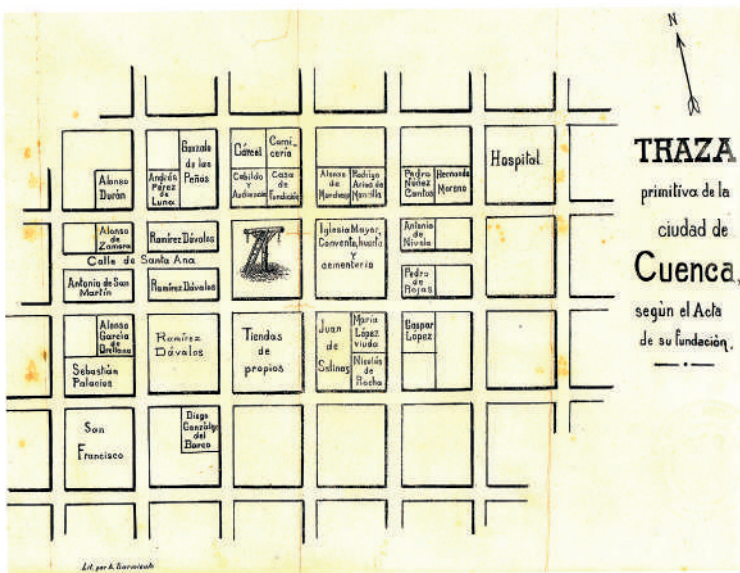 N
TRAZA
primitiva de la
ciudad de
Cuenca,
según el Acta
de su fundación.
Alonso
Durán
Gonzalo
de las
Peñas
Andrés
Pérez
de
Luna
Cárcel
Carni_
cería
Cabildo
y
Audiencia
Casa
de
Fundación
Alonso
de
Marchena
Rodrigo
Arias de
Mansilla
Pedro
Núñez
Cantos
Hernando
Moreno
Hospital
Alonso
de
Zamora
Ramírez Dávalos
Calle de Santa Ana
Antonio de San
Martín
Ramírez Dávalos
Iglesia Mayor,
Convento, huerta
y
cementerio
Antonio
de
Nivela
Pedro
de
Rojas
Alonso
García
de
Orellana
Sebastián
Palacios
Ramírez
Dávalos
Tiendas
de
propios
Juan
de
Salinas
María
López
viuda
Nicolás
de
Rocha
Gaspar
López
San
Francisco
Diego
González
del
Barco
Lit. por A. Sarmiento